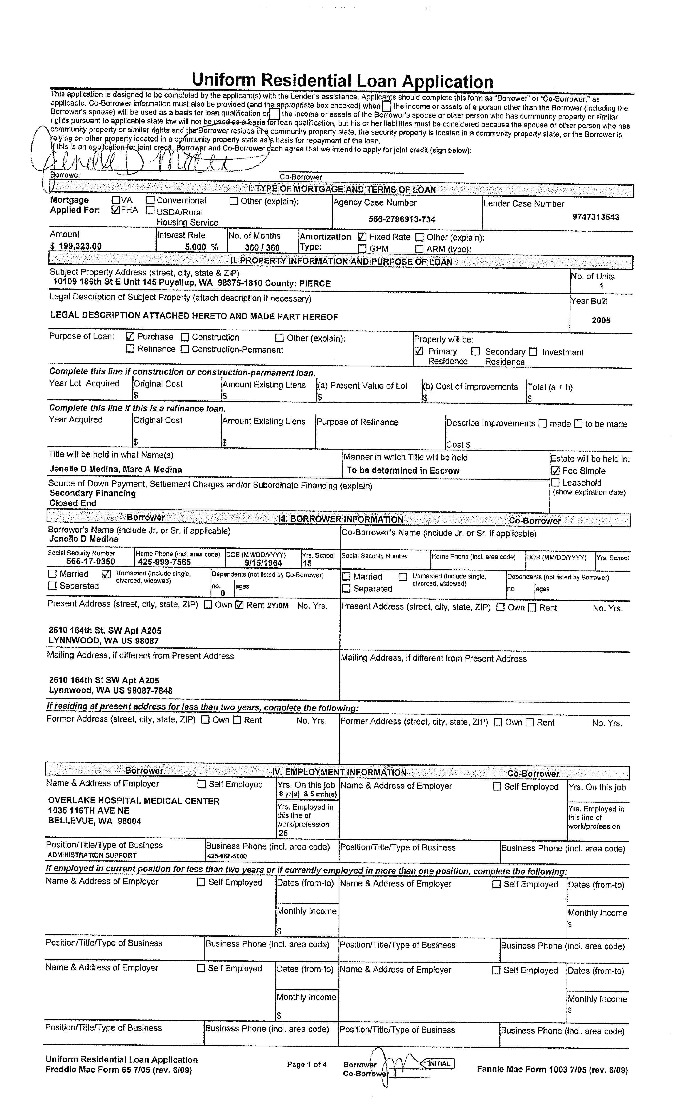 Uniform Residential Loan Application
This application is designed to be completed by the applicant(s) with the Lender's assistance. Applicants should complete this form as "Borrower" or "Co-Borrower," as
applicable. Co-Borrower information must also be provided (and the appropriate box checked) when ☐ the income or assets of a person other than the Borrower (including the
Borrower's spouse) will be used as a basis for loan qualification or ☐ the income or assets of the Borrower's spouse or other person who has community property or similar
rights pursuant to applicable state law will not be used as a basis for loan qualification, but his or her liabilities must be considered because the spouse or other person who has
community property or similar rights and the Borrower resides in a community property state, the security property is located in a community property state, or the Borrower is
relying on other property located in a community property state as a basis for repayment of the loan.
If this is an application for joint credit, Borrower and Co-Borrower each agree that we intend to apply for joint credit (sign below):
Borrower Co-Borrower
I. TYPE OF MORTGAGE AND TERMS OF LOAN
Mortgage Applied For: ☐ VA ☑ FHA ☐ Conventional ☐ USDA/Rural Housing Service ☐ Other (explain): Agency Case Number 566-2796913-734 Lender Case Number 9747313643
Amount $ 199,323.00 Interest Rate 5.000 % No. of Months 360 / 360 Amortization Type: ☑ Fixed Rate ☐ Other (explain): ☐ GPM ☐ ARM (type):
II. PROPERTY INFORMATION AND PURPOSE OF LOAN
Subject Property Address (street, city, state & ZIP) No. of Units
10109 186th St E Unit 145 Puyallup, WA 98375-1810 County: PIERCE 1
Legal Description of Subject Property (attach description if necessary) Year Built
LEGAL DESCRIPTION ATTACHED HERETO AND MADE PART HEREOF 2005
Purpose of Loan: ☑ Purchase ☐ Construction ☐ Other (explain): Property will be:
☐ Refinance ☐ Construction-Permanent ☑ Primary Residence ☐ Secondary Residence ☐ Investment
Complete this line if construction or construction-permanent loan.
Year Lot Acquired Original Cost $ Amount Existing Liens $ (a) Present Value of Lot $ (b) Cost of Improvements $ Total (a + b) $
Complete this line if this is a refinance loan.
Year Acquired Original Cost $ Amount Existing Liens $ Purpose of Refinance Describe Improvements ☐ made ☐ to be made
Cost $
Title will be held in what Name(s) Manner in which Title will be held Estate will be held in:
Janelle D Medina, Marc A Medina To be determined in Escrow ☑ Fee Simple
Source of Down Payment, Settlement Charges and/or Subordinate Financing (explain) ☐ Leasehold
Secondary Financing (show expiration date)
Closed End
Borrower III. BORROWER INFORMATION Co-Borrower
Borrower's Name (include Jr. or Sr. if applicable) Co-Borrower's Name (include Jr. or Sr. if applicable)
Janelle D Medina
Social Security Number Home Phone (incl. area code) DOB (MM/DD/YYYY) Yrs. School Social Security Number Home Phone (incl. area code) DOB (MM/DD/YYYY) Yrs. School
566-17-9350 425-999-7565 9/15/1964 15
☐ Married ☑ Unmarried (include single, divorced, widowed) Dependents (not listed by Co-Borrower) ☐ Married ☐ Unmarried (include single, divorced, widowed) Dependents (not listed by Borrower)
☐ Separated no. 0 ages ☐ Separated no. ages
Present Address (street, city, state, ZIP) ☐ Own ☑ Rent 2Y/0M No. Yrs. Present Address (street, city, state, ZIP) ☐ Own ☐ Rent No. Yrs.
2610 164th St. SW Apt A205
LYNNWOOD, WA US 98087
Mailing Address, if different from Present Address Mailing Address, if different from Present Address
2610 164th St SW Apt A205
Lynnwood, WA US 98087-7848
If residing at present address for less than two years, complete the following:
Former Address (street, city, state, ZIP) ☐ Own ☐ Rent No. Yrs. Former Address (street, city, state, ZIP) ☐ Own ☐ Rent No. Yrs.
Borrower IV. EMPLOYMENT INFORMATION Co-Borrower
Name & Address of Employer ☐ Self Employed Yrs. On this job Name & Address of Employer ☐ Self Employed Yrs. On this job
OVERLAKE HOSPITAL MEDICAL CENTER
1035 116TH AVE NE
BELLEVUE, WA 98004
Yrs. Employed in this line of work/profession 25 Yrs. Employed in this line of work/profession
Position/Title/Type of Business Business Phone (incl. area code) Position/Title/Type of Business Business Phone (incl. area code)
ADMINISTRATION SUPPORT
If employed in current position for less than two years or if currently employed in more than one position, complete the following:
Name & Address of Employer ☐ Self Employed Dates (from-to) Name & Address of Employer ☐ Self Employed Dates (from-to)
Monthly Income $ Monthly Income $
Position/Title/Type of Business Business Phone (incl. area code) Position/Title/Type of Business Business Phone (incl. area code)
Name & Address of Employer ☐ Self Employed Dates (from-to) Name & Address of Employer ☐ Self Employed Dates (from-to)
Monthly Income $ Monthly Income $
Position/Title/Type of Business Business Phone (incl. area code) Position/Title/Type of Business Business Phone (incl. area code)
Uniform Residential Loan Application
Freddie Mac Form 65 7/05 (rev. 6/09) Page 1 of 4 Borrower INITIAL Co-Borrower Fannie Mae Form 1003 7/05 (rev. 6/09)